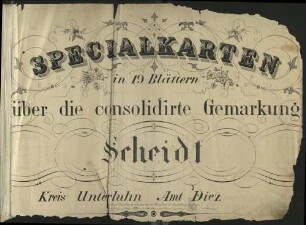 SPECIALKARTEN
in 19 Blättern
über die consolidirte Gemarkung
Scheidt
Kreis Unterlahn Amt Diez.